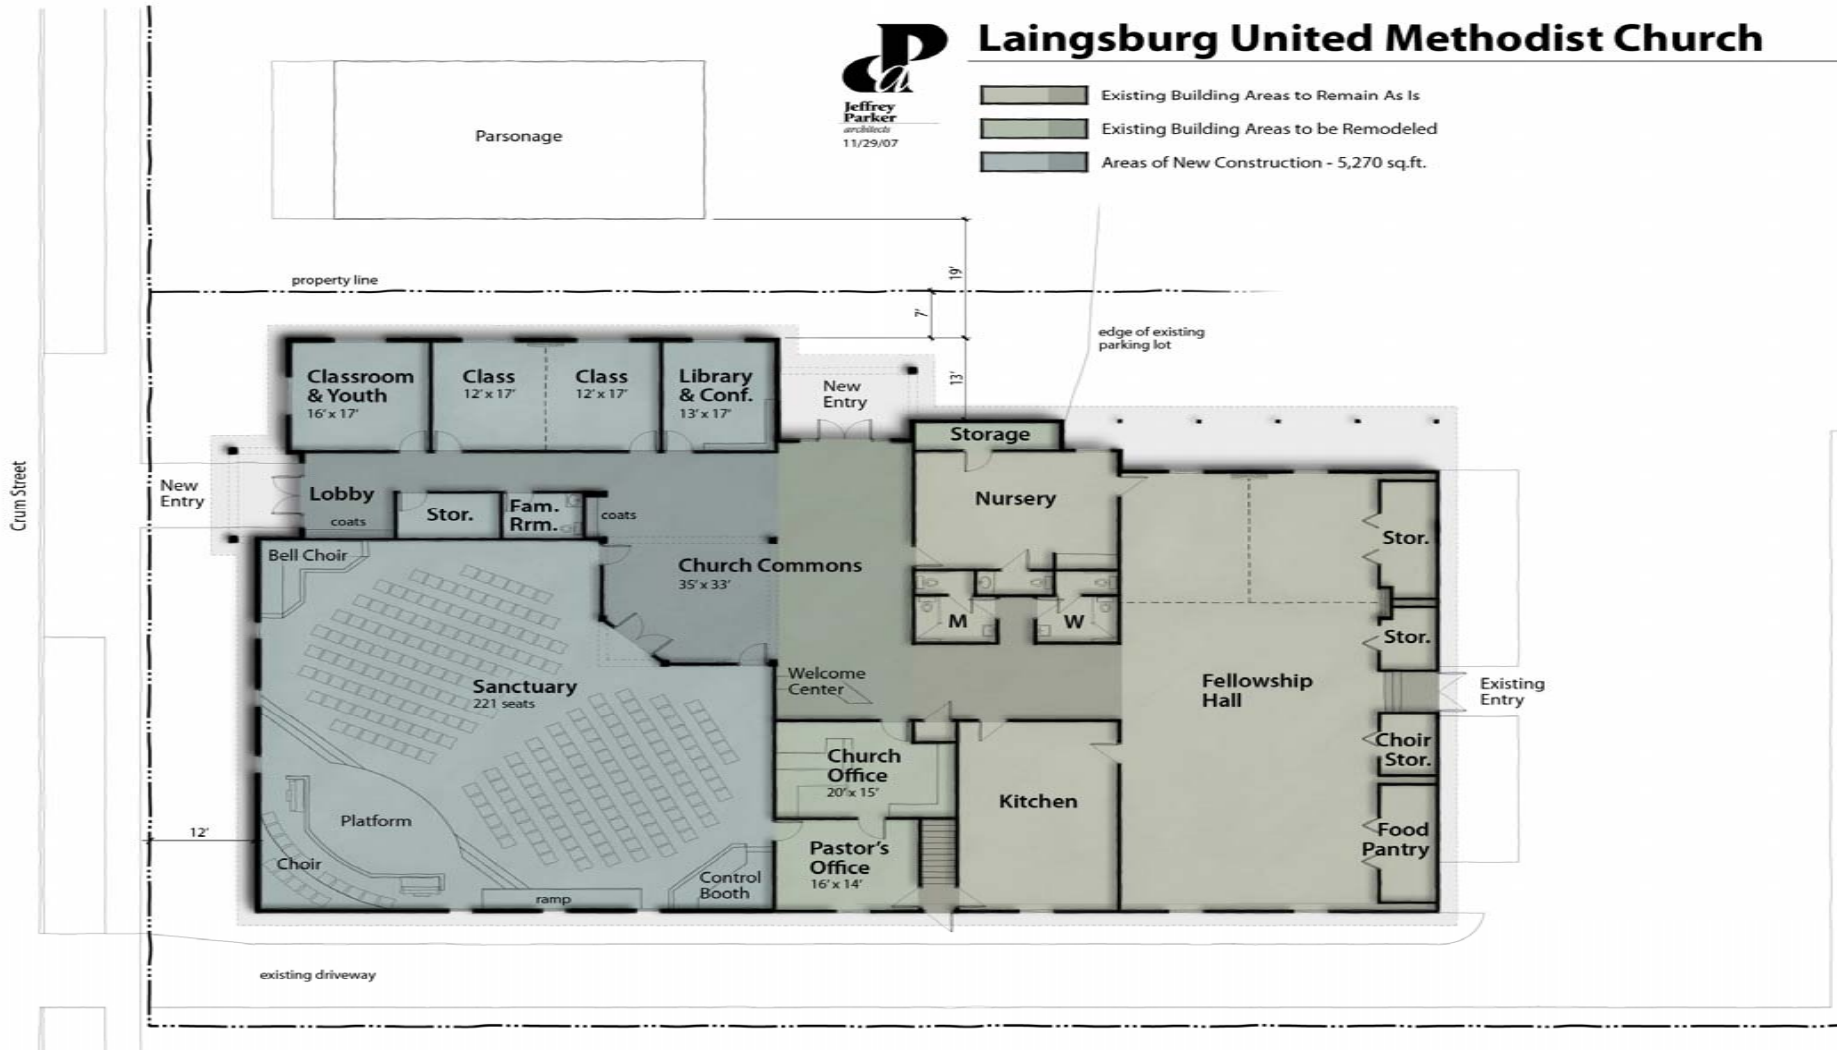 Laingsburg United Methodist Church
Jeffrey
Parker
architects
11/29/07
Existing Building Areas to Remain As Is
Existing Building Areas to be Remodeled
Areas of New Construction - 5,270 sq.ft.
Parsonage
property line
19'
7'
13'
edge of existing
parking lot
Crum Street
Classroom
& Youth
16' x 17'
Class
12' x 17'
Class
12' x 17'
Library
& Conf.
13' x 17'
New
Entry
Storage
New
Entry
Lobby
coats
Stor.
Fam.
Rrm.
coats
Nursery
Stor.
Bell Choir
Church Commons
35' x 33'
M
W
Stor.
Sanctuary
221 seats
Welcome
Center
Fellowship
Hall
Existing
Entry
Choir
Stor.
Church
Office
20' x 15'
Kitchen
Platform
12'
Choir
Pastor's
Office
16' x 14'
Food
Pantry
Control
Booth
ramp
existing driveway